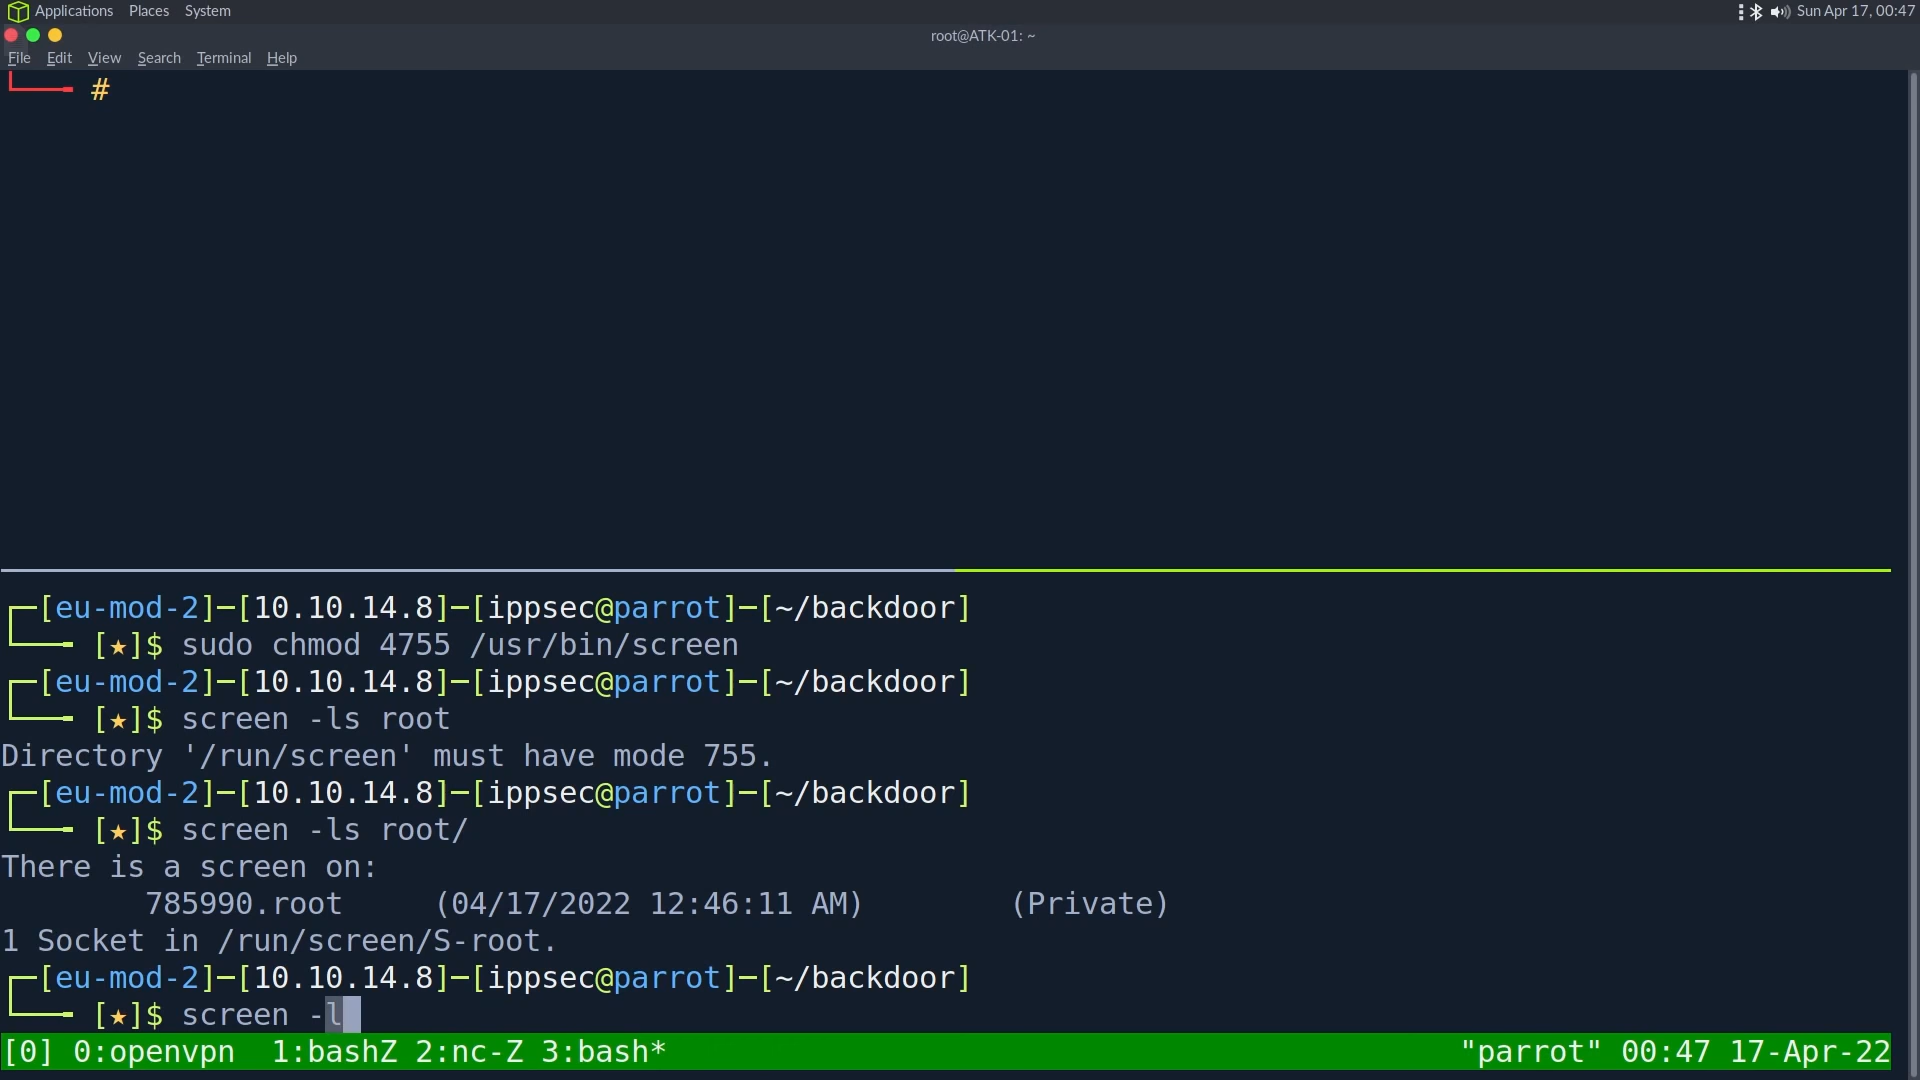 Applications Places System Sun Apr 17, 00:47
root@ATK-01: ~
File Edit View Search Terminal Help
#
[eu-mod-2]─[10.10.14.8]─[ippsec@parrot]─[~/backdoor]
[★]$ sudo chmod 4755 /usr/bin/screen
[eu-mod-2]─[10.10.14.8]─[ippsec@parrot]─[~/backdoor]
[★]$ screen -ls root
Directory '/run/screen' must have mode 755.
[eu-mod-2]─[10.10.14.8]─[ippsec@parrot]─[~/backdoor]
[★]$ screen -ls root/
There is a screen on:
785990.root (04/17/2022 12:46:11 AM) (Private)
1 Socket in /run/screen/S-root.
[eu-mod-2]─[10.10.14.8]─[ippsec@parrot]─[~/backdoor]
[★]$ screen -l
[0] 0:openvpn 1:bashZ 2:nc-Z 3:bash* "parrot" 00:47 17-Apr-22